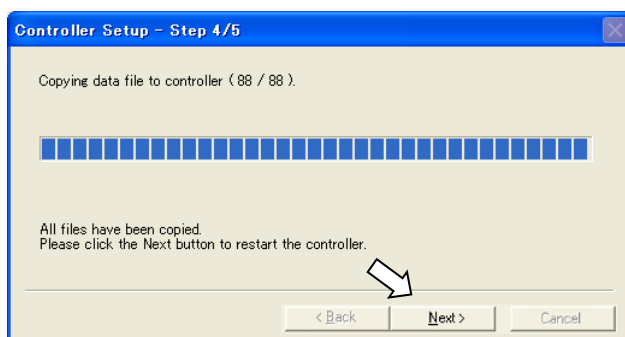 Controller Setup - Step 4/5
Copying data file to controller ( 88 / 88 ).
All files have been copied.
Please click the Next button to restart the controller.
< Back
Next >
Cancel